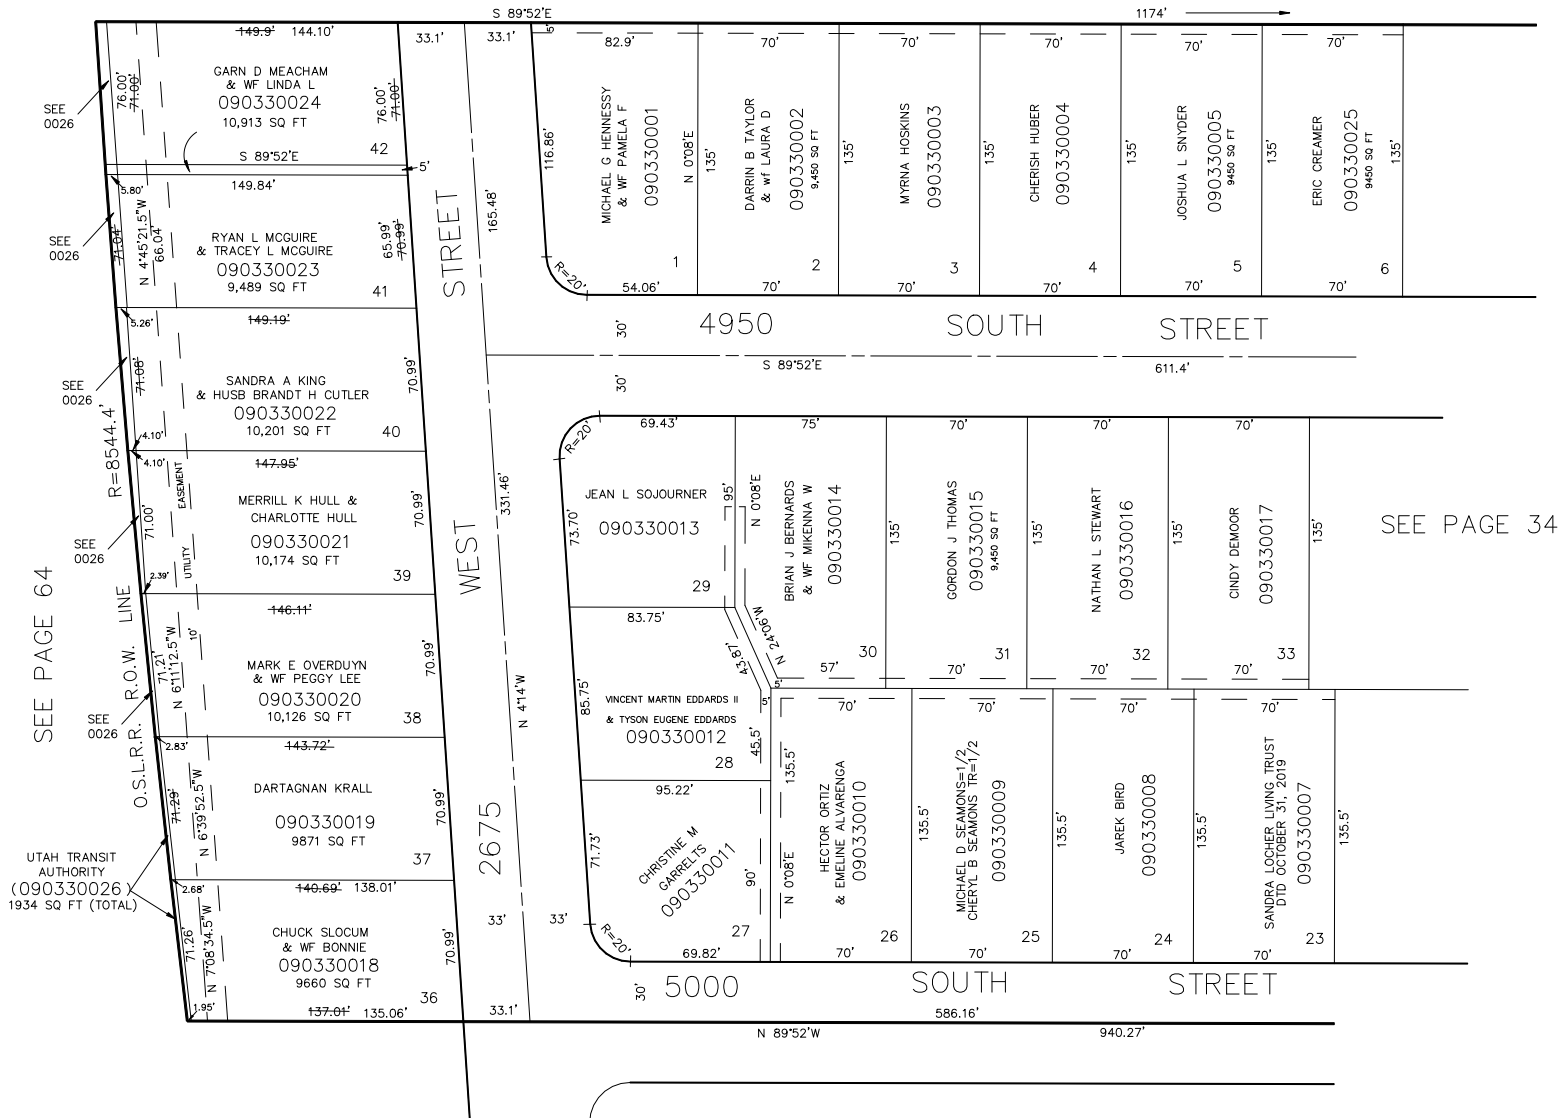 S 89°52'E
1174'
149.9' 144.10'
33.1'
33.1'
5'
82.9'
70'
70'
70'
70'
70'
SEE
0026
76.00'
71.00'
GARN D MEACHAM
& WF LINDA L
090330024
10,913 SQ FT
42
76.00'
71.00'
S 89°52'E
5'
149.84'
5.80'
SEE
0026
71.04'
N 4°45'21.5"W
66.04'
RYAN L MCGUIRE
& TRACEY L MCGUIRE
090330023
9,489 SQ FT
41
65.99'
70.99'
149.19'
5.26'
SEE
0026
71.08'
SANDRA A KING
& HUSB BRANDT H CUTLER
090330022
10,201 SQ FT
40
70.99'
4.10'
4.10'
147.95'
R=8544.4'
SEE
0026
71.00'
UTILITY
EASEMENT
10'
MERRILL K HULL &
CHARLOTTE HULL
090330021
10,174 SQ FT
39
70.99'
2.39'
146.11'
SEE PAGE 64
O.S.L.R.R. R.O.W. LINE
SEE
0026
71.21'
N 6°11'12.5"W
MARK E OVERDUYN
& WF PEGGY LEE
090330020
10,126 SQ FT
38
70.99'
2.83'
143.72'
71.29'
N 6°39'52.5"W
DARTAGNAN KRALL
090330019
9871 SQ FT
37
70.99'
UTAH TRANSIT
AUTHORITY
(090330026)
1934 SQ FT (TOTAL)
2.68'
140.69' 138.01'
71.26'
N 7°08'34.5"W
CHUCK SLOCUM
& WF BONNIE
090330018
9660 SQ FT
36
70.99'
1.95'
137.01' 135.06'
33.1'
2675 WEST STREET
165.48'
331.46'
N 4°14'W
33'
33'
116.86'
MICHAEL G HENNESSY
& WF PAMELA F
090330001
N 0°08'E
1
R=20'
54.06'
135'
DARRIN B TAYLOR
& wf LAURA D
090330002
9,450 SQ FT
2
70'
135'
MYRNA HOSKINS
090330003
3
70'
135'
CHERISH HUBER
090330004
4
70'
135'
JOSHUA L SNYDER
090330005
9450 SQ FT
5
70'
135'
ERIC CREAMER
090330025
9450 SQ FT
135'
6
70'
30'
4950 SOUTH STREET
S 89°52'E
611.4'
30'
R=20'
69.43'
75'
70'
70'
70'
73.70'
JEAN L SOJOURNER
090330013
29
95'
N 0°08'E
BRIAN J BERNARDS
& WF MIKENNA W
090330014
30
135'
57'
N 24°06'W
43.87'
5'
5'
GORDON J THOMAS
090330015
9,450 SQ FT
31
135'
70'
NATHAN L STEWART
090330016
32
135'
70'
CINDY DEMOOR
090330017
33
135'
70'
SEE PAGE 34
83.75'
85.75'
VINCENT MARTIN EDDARDS II
& TYSON EUGENE EDDARDS
090330012
28
45.5'
95.22'
71.73'
CHRISTINE M
GARRELTS
090330011
27
90'
R=20'
69.82'
70'
70'
70'
70'
135.5'
N 0°08'E
HECTOR ORTIZ
& EMELINE ALVARENGA
090330010
26
70'
135.5'
MICHAEL D SEAMONS=1/2
CHERYL B SEAMONS TR=1/2
090330009
25
70'
135.5'
JAREK BIRD
090330008
24
70'
135.5'
SANDRA LOCHER LIVING TRUST
DTD OCTOBER 31, 2019
090330007
23
70'
135.5'
30'
5000 SOUTH STREET
586.16'
N 89°52'W
940.27'